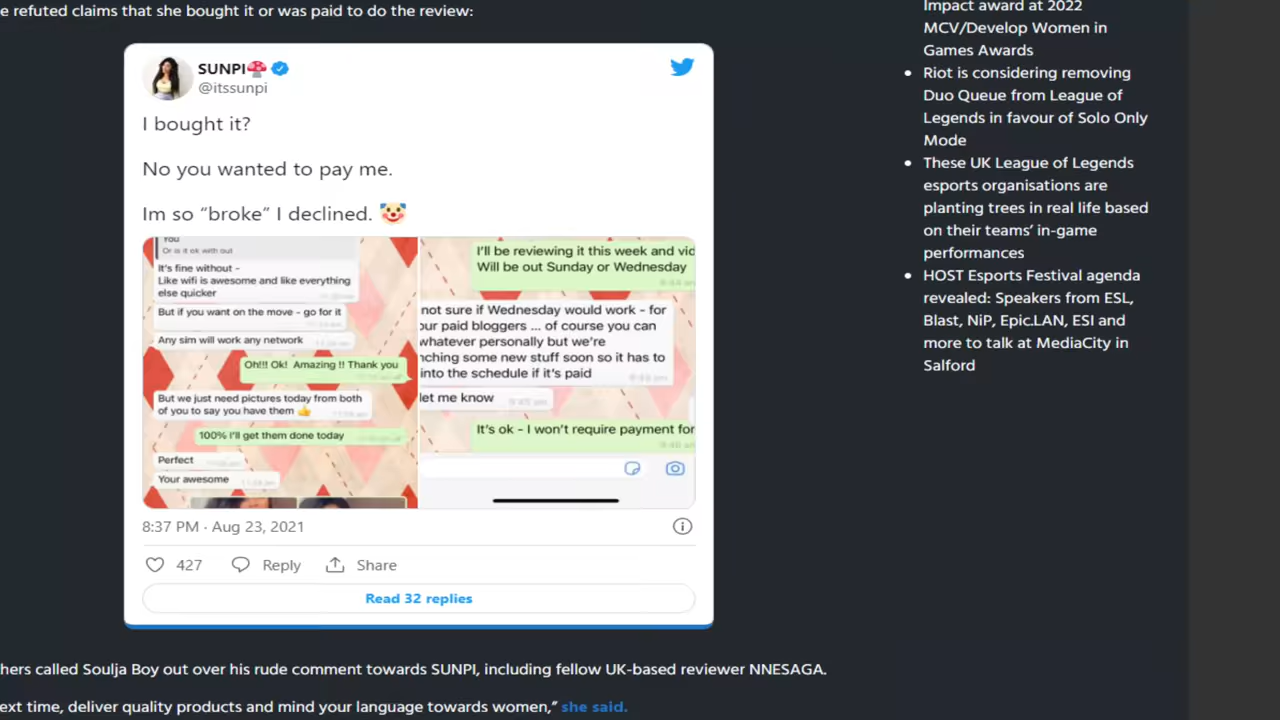 e refuted claims that she bought it or was paid to do the review:
SUNPI🍄
@itssunpi
I bought it?
No you wanted to pay me.
Im so “broke” I declined. 🤡
You
Or is it ok with out
It's fine without -
Like wifi is awesome and like everything
else quicker
But if you want on the move - go for it
Any sim will work any network
Oh!!! Ok! Amazing !! Thank you
But we just need pictures today from both
of you to say you have them 👍
100% I'll get them done today
Perfect
Your awesome
I'll be reviewing it this week and vid
Will be out Sunday or Wednesday
not sure if Wednesday would work - for
our paid bloggers ... of course you can
whatever personally but we're
nching some new stuff soon so it has to
into the schedule if it's paid
let me know
It's ok - I won't require payment for
8:37 PM · Aug 23, 2021
427 Reply Share
Read 32 replies
hers called Soulja Boy out over his rude comment towards SUNPI, including fellow UK-based reviewer NNESAGA.
ext time, deliver quality products and mind your language towards women,” she said.
Impact award at 2022
MCV/Develop Women in
Games Awards
• Riot is considering removing
Duo Queue from League of
Legends in favour of Solo Only
Mode
• These UK League of Legends
esports organisations are
planting trees in real life based
on their teams’ in-game
performances
• HOST Esports Festival agenda
revealed: Speakers from ESL,
Blast, NiP, Epic.LAN, ESI and
more to talk at MediaCity in
Salford